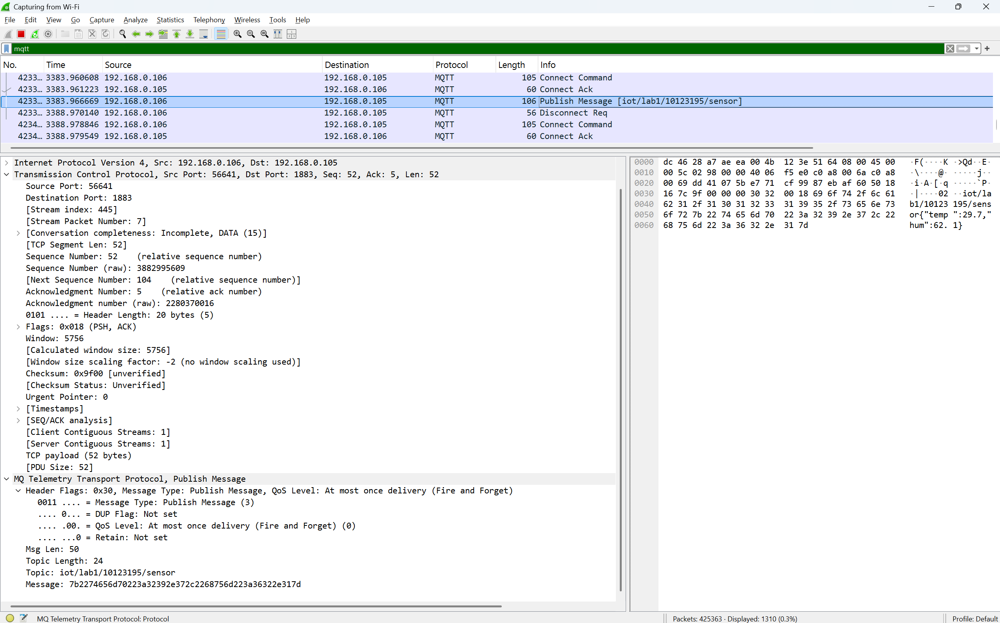 Capturing from Wi-Fi
File Edit View Go Capture Analyze Statistics Telephony Wireless Tools Help
mqtt
No. Time Source Destination Protocol Length Info
4233… 3383.960608 192.168.0.106 192.168.0.105 MQTT 105 Connect Command
4233… 3383.961223 192.168.0.105 192.168.0.106 MQTT 60 Connect Ack
4233… 3383.966669 192.168.0.106 192.168.0.105 MQTT 106 Publish Message [iot/lab1/10123195/sensor]
4233… 3388.970140 192.168.0.106 192.168.0.105 MQTT 56 Disconnect Req
4234… 3388.978846 192.168.0.106 192.168.0.105 MQTT 105 Connect Command
4234… 3388.979549 192.168.0.105 192.168.0.106 MQTT 60 Connect Ack
Internet Protocol Version 4, Src: 192.168.0.106, Dst: 192.168.0.105
Transmission Control Protocol, Src Port: 56641, Dst Port: 1883, Seq: 52, Ack: 5, Len: 52
Source Port: 56641
Destination Port: 1883
[Stream index: 445]
[Stream Packet Number: 7]
[Conversation completeness: Incomplete, DATA (15)]
[TCP Segment Len: 52]
Sequence Number: 52 (relative sequence number)
Sequence Number (raw): 3882995609
[Next Sequence Number: 104 (relative sequence number)]
Acknowledgment Number: 5 (relative ack number)
Acknowledgment number (raw): 2280370016
0101 .... = Header Length: 20 bytes (5)
Flags: 0x018 (PSH, ACK)
Window: 5756
[Calculated window size: 5756]
[Window size scaling factor: -2 (no window scaling used)]
Checksum: 0x9f00 [unverified]
[Checksum Status: Unverified]
Urgent Pointer: 0
[Timestamps]
[SEQ/ACK analysis]
[Client Contiguous Streams: 1]
[Server Contiguous Streams: 1]
TCP payload (52 bytes)
[PDU Size: 52]
MQ Telemetry Transport Protocol, Publish Message
Header Flags: 0x30, Message Type: Publish Message, QoS Level: At most once delivery (Fire and Forget)
0011 .... = Message Type: Publish Message (3)
.... 0... = DUP Flag: Not set
.... .00. = QoS Level: At most once delivery (Fire and Forget) (0)
.... ...0 = Retain: Not set
Msg Len: 50
Topic Length: 24
Topic: iot/lab1/10123195/sensor
Message: 7b2274656d70223a32392e372c2268756d223a36322e317d
0000 dc 46 28 a7 ae ea 00 4b 12 3e 51 64 08 00 45 00 ·F(····K ·>Qd··E·
0010 00 5c 02 98 00 00 40 06 f5 e0 c0 a8 00 6a c0 a8 ·\····@· ·····j··
0020 00 69 dd 41 07 5b e7 71 cf 99 87 eb af 60 50 18 ·i·A·[·q ·····`P·
0030 16 7c 9f 00 00 00 30 32 00 18 69 6f 74 2f 6c 61 ·|····02 ··iot/la
0040 62 31 2f 31 30 31 32 33 31 39 35 2f 73 65 6e 73 b1/10123 195/sens
0050 6f 72 7b 22 74 65 6d 70 22 3a 32 39 2e 37 2c 22 or{"temp ":29.7,"
0060 68 75 6d 22 3a 36 32 2e 31 7d hum":62. 1}
MQ Telemetry Transport Protocol: Protocol
Packets: 425363 · Displayed: 1310 (0.3%)
Profile: Default